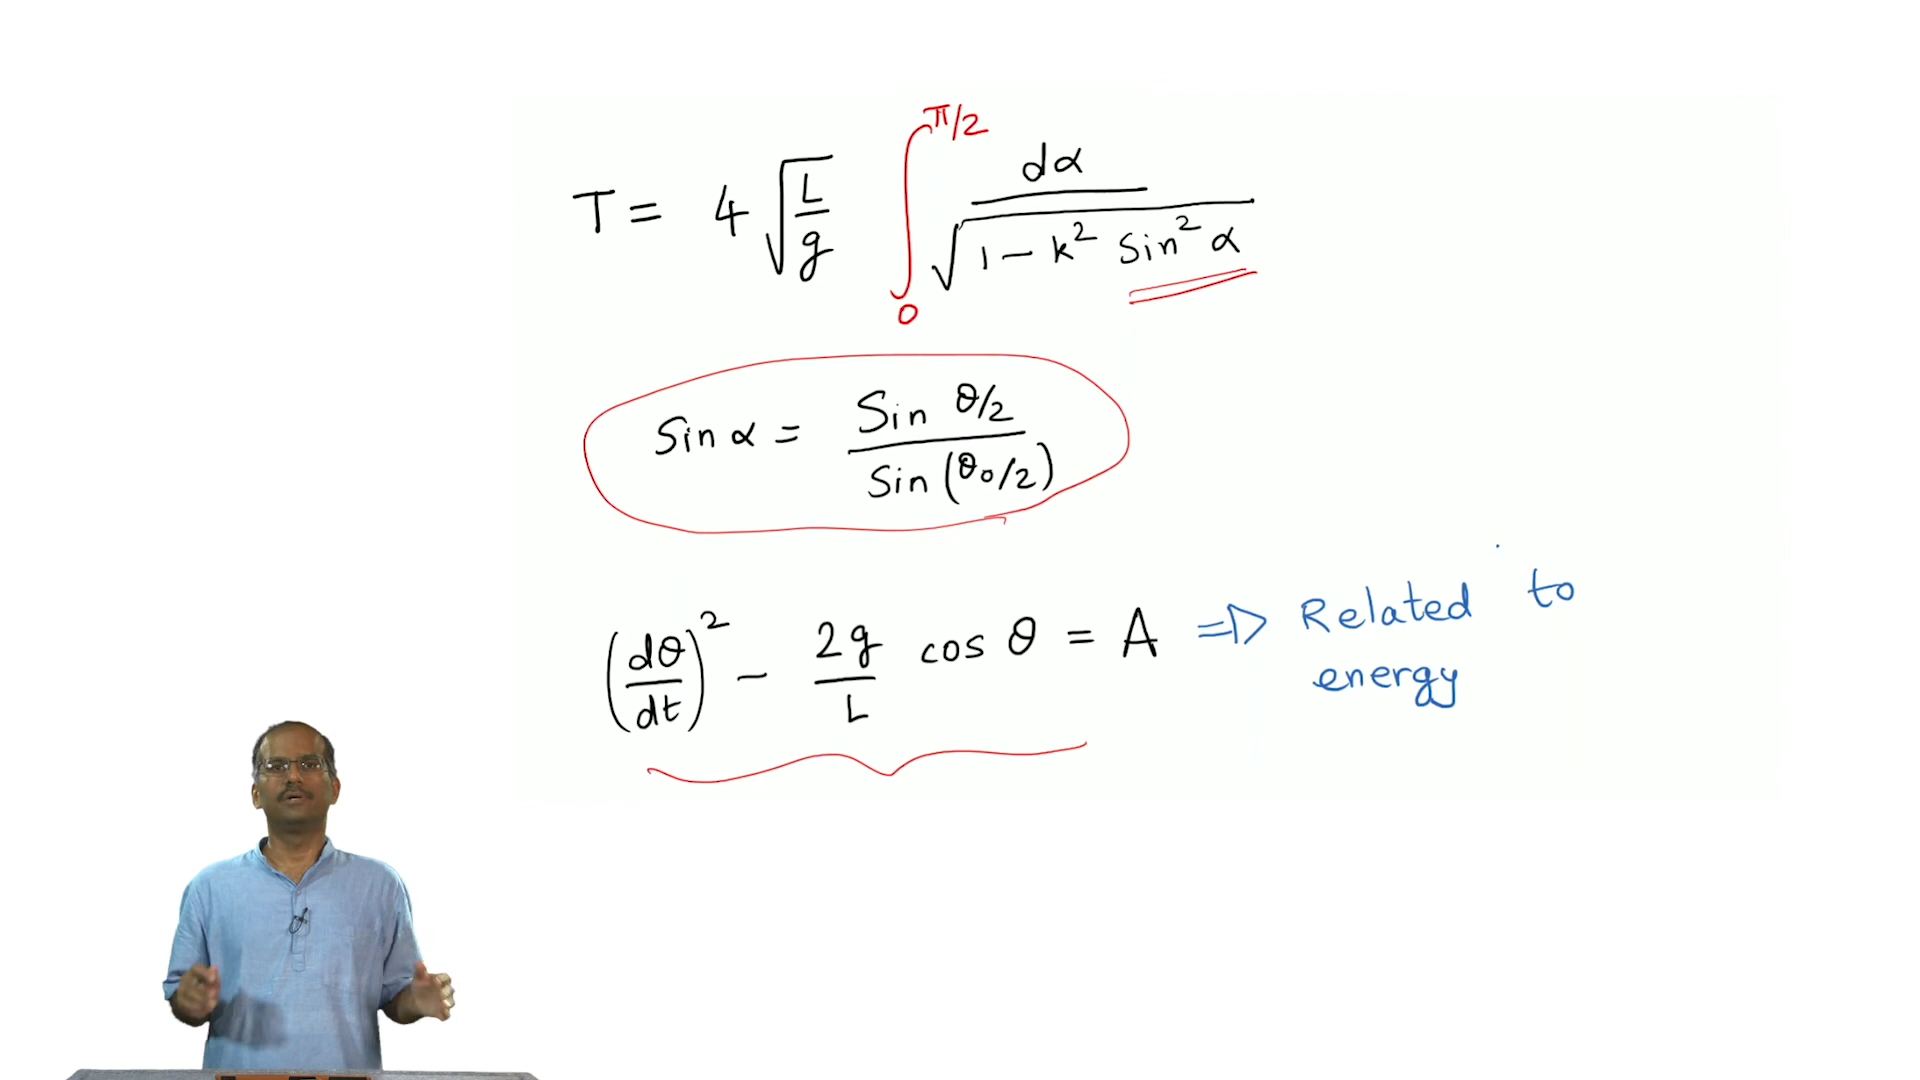 T = 4 √(L/g) ∫₀^(π/2) dα / √(1 − k² Sin² α)
Sin α = Sin θ/2 / Sin (θ₀/2)
(dθ/dt)² − 2g/L cos θ = A ⇒ Related to
energy